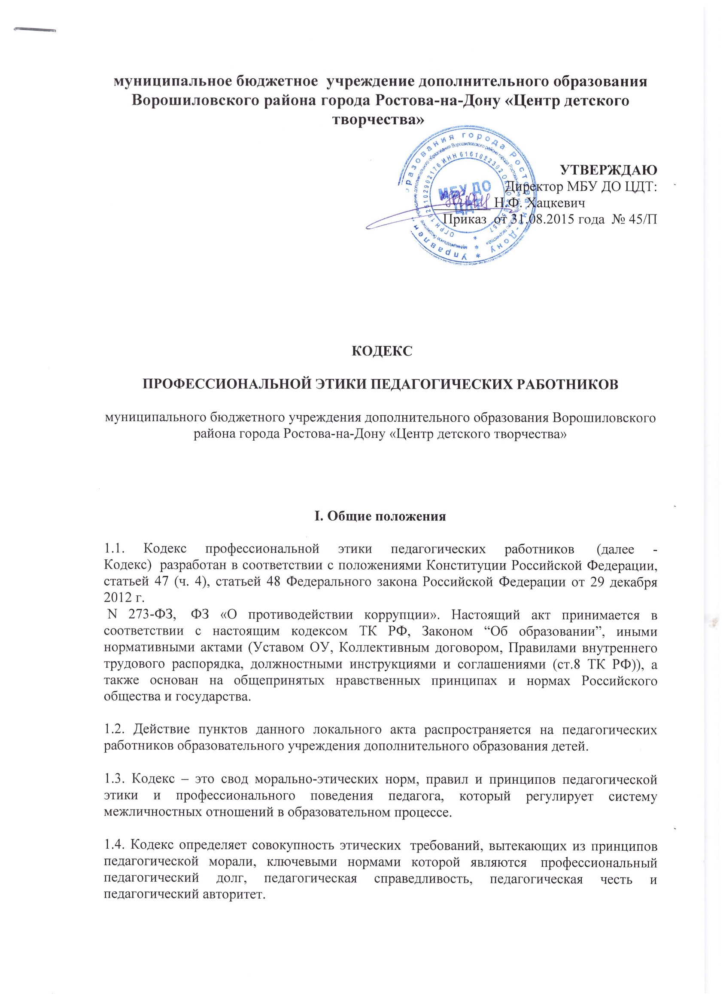 муниципальное бюджетное учреждение дополнительного образования
Ворошиловского района города Ростова-на-Дону «Центр детского
творчества»
УТВЕРЖДАЮ
Директор МБУ ДО ЦДТ:
Н.Ф. Хацкевич
Приказ от 31.08.2015 года № 45/П
города Ростова-на-Дону
ИНН 6161022302
ОГРН 1026102902176
МБУ ДО
ЦДТ
КОДЕКС
ПРОФЕССИОНАЛЬНОЙ ЭТИКИ ПЕДАГОГИЧЕСКИХ РАБОТНИКОВ
муниципального бюджетного учреждения дополнительного образования Ворошиловского
района города Ростова-на-Дону «Центр детского творчества»
I. Общие положения
1.1. Кодекс профессиональной этики педагогических работников (далее -
Кодекс) разработан в соответствии с положениями Конституции Российской Федерации,
статьей 47 (ч. 4), статьей 48 Федерального закона Российской Федерации от 29 декабря
2012 г.
N 273-ФЗ, ФЗ «О противодействии коррупции». Настоящий акт принимается в
соответствии с настоящим кодексом ТК РФ, Законом “Об образовании”, иными
нормативными актами (Уставом ОУ, Коллективным договором, Правилами внутреннего
трудового распорядка, должностными инструкциями и соглашениями (ст.8 ТК РФ)), а
также основан на общепринятых нравственных принципах и нормах Российского
общества и государства.
1.2. Действие пунктов данного локального акта распространяется на педагогических
работников образовательного учреждения дополнительного образования детей.
1.3. Кодекс – это свод морально-этических норм, правил и принципов педагогической
этики и профессионального поведения педагога, который регулирует систему
межличностных отношений в образовательном процессе.
1.4. Кодекс определяет совокупность этических требований, вытекающих из принципов
педагогической морали, ключевыми нормами которой являются профессиональный
педагогический долг, педагогическая справедливость, педагогическая честь и
педагогический авторитет.